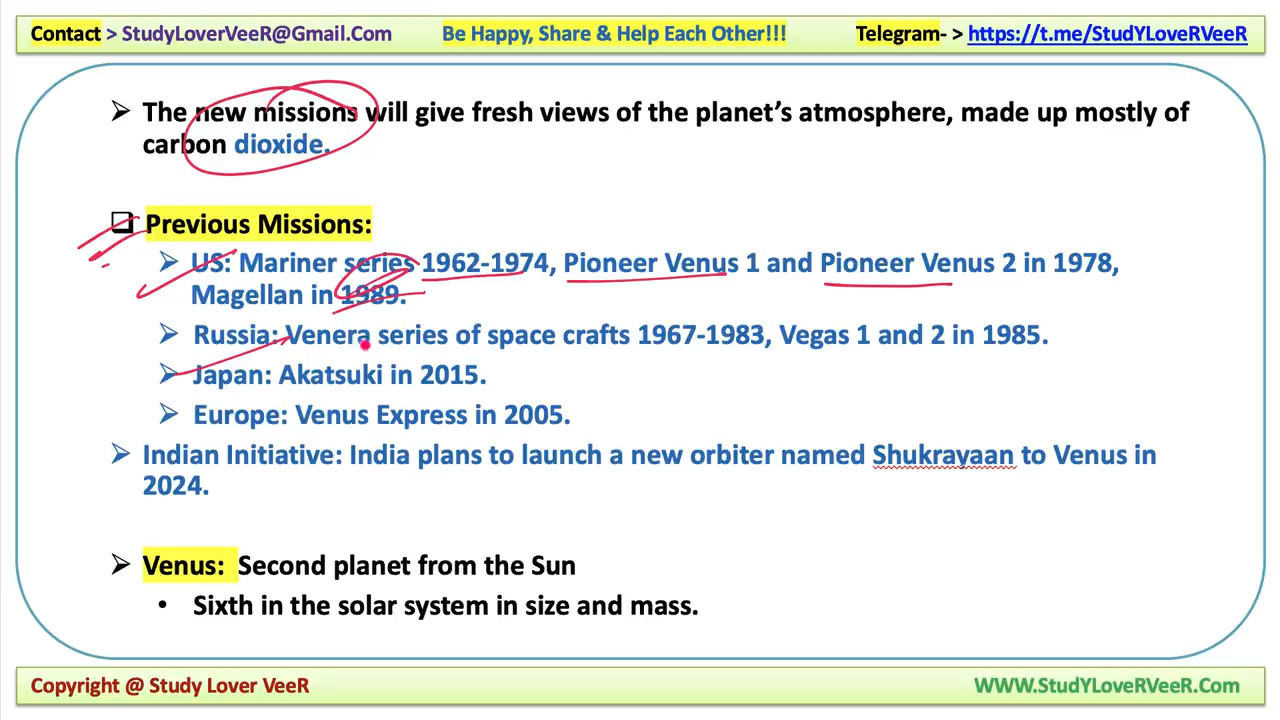 Contact > StudyLoverVeeR@Gmail.Com Be Happy, Share & Help Each Other!!! Telegram- > https://t.me/StudYLoveRVeeR
The new missions will give fresh views of the planet's atmosphere, made up mostly of
carbon dioxide.
Previous Missions:
US: Mariner series 1962-1974, Pioneer Venus 1 and Pioneer Venus 2 in 1978,
Magellan in 1989.
Russia: Venera series of space crafts 1967-1983, Vegas 1 and 2 in 1985.
Japan: Akatsuki in 2015.
Europe: Venus Express in 2005.
Indian Initiative: India plans to launch a new orbiter named Shukrayaan to Venus in
2024.
Venus: Second planet from the Sun
Sixth in the solar system in size and mass.
Copyright @ Study Lover VeeR WWW.StudYLoveRVeeR.Com